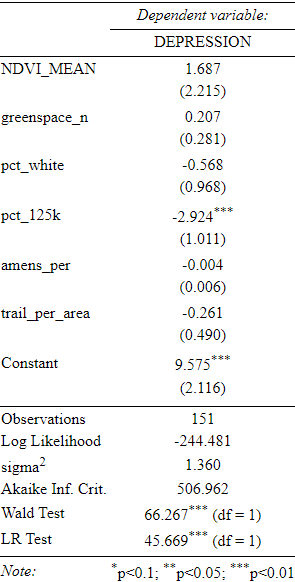 Dependent variable:
DEPRESSION
NDVI_MEAN 1.687
(2.215)
greenspace_n 0.207
(0.281)
pct_white -0.568
(0.968)
pct_125k -2.924***
(1.011)
amens_per -0.004
(0.006)
trail_per_area -0.261
(0.490)
Constant 9.575***
(2.116)
Observations 151
Log Likelihood -244.481
sigma2 1.360
Akaike Inf. Crit. 506.962
Wald Test 66.267*** (df = 1)
LR Test 45.669*** (df = 1)
Note: *p<0.1; **p<0.05; ***p<0.01